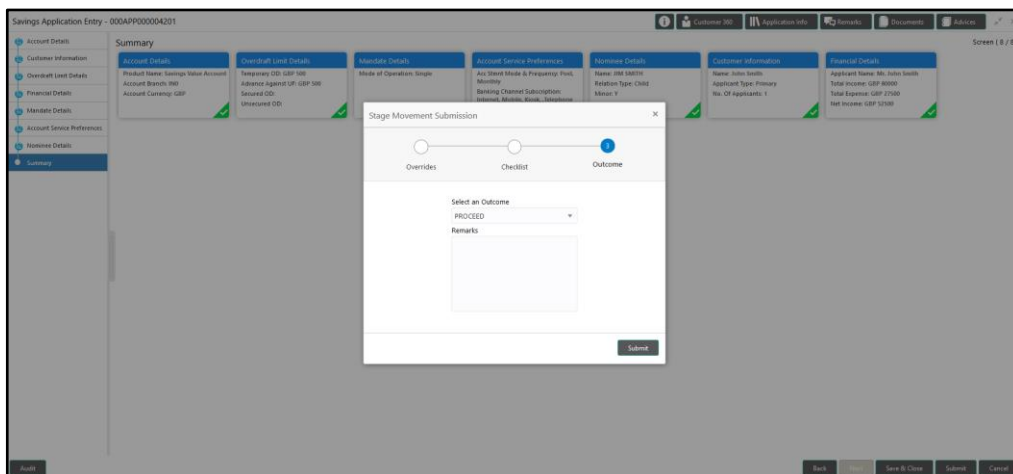 Savings Application Entry - 000APP000004201
Customer 360
Application Info
Remarks
Documents
Advices
Account Details
Customer Information
Overdraft Limit Details
Financial Details
Mandate Details
Account Service Preferences
Nominee Details
Summary
Summary
Screen ( 8 / 8
Account Details
Product Name: Savings Value Account
Account Branch:
Account Currency: GBP
Overdraft Limit Details
Temporary OD: GBP 500
Advance Against UF: GBP 500
Secured OD:
Unsecured OD:
Mandate Details
Mode of Operation: Single
Account Service Preferences
Acc Stmnt Mode & Frequency: Post,
Monthly
Banking Channel Subscription:
Internet, Mobile, Kiosk, Telephone
Nominee Details
Name: JIM SMITH
Relation Type: Child
Minor: Y
Customer Information
Name: John Smith
Applicant Type: Primary
No. Of Applicants: 1
Financial Details
Applicant Name: Mr. John Smith
Total Income: GBP 80000
Total Expense: GBP 27500
Net Income: GBP 52500
Stage Movement Submission
3
Overrides
Checklist
Outcome
Select an Outcome
PROCEED
Remarks
Submit
Audit
Back
Next
Save & Close
Submit
Cancel